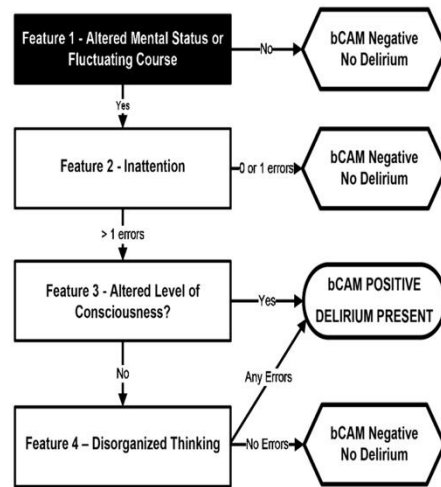 Feature 1 - Altered Mental Status or
Fluctuating Course
No
bCAM Negative
No Delirium
Yes
Feature 2 - Inattention
0 or 1 errors
bCAM Negative
No Delirium
> 1 errors
Feature 3 - Altered Level of
Consciousness?
Yes
bCAM POSITIVE
DELIRIUM PRESENT
No
Any Errors
Feature 4 – Disorganized Thinking
No Errors
bCAM Negative
No Delirium